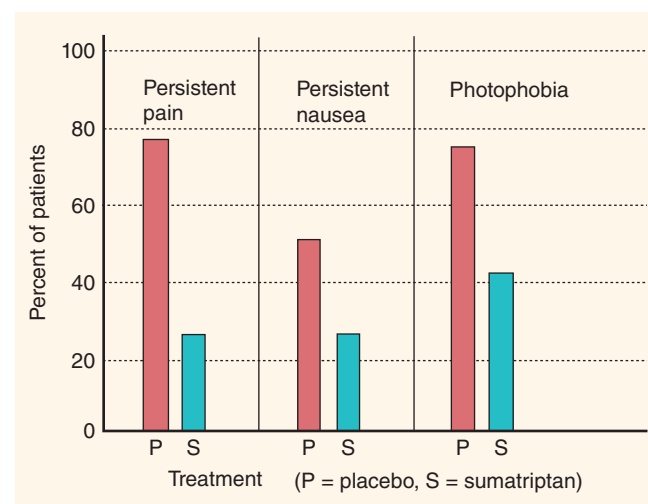 Percent of patients
100
80
60
40
20
0
Persistent
pain
Persistent
nausea
Photophobia
P S P S P S
Treatment (P = placebo, S = sumatriptan)